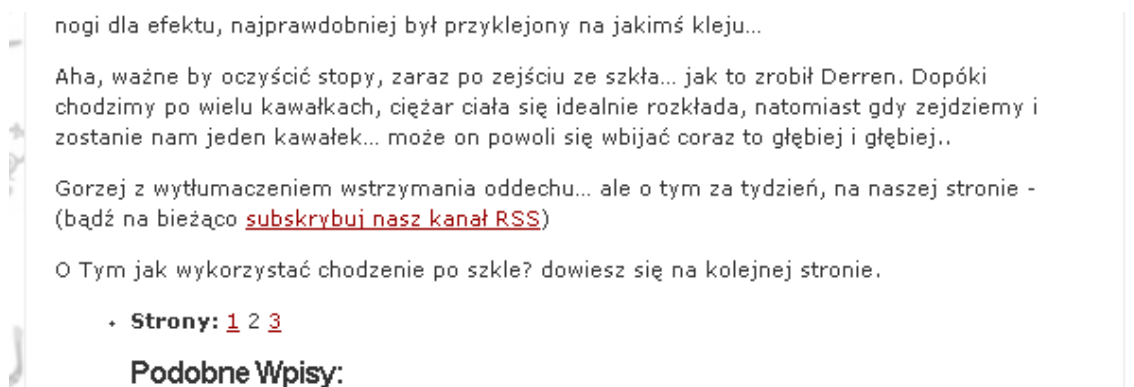 nogi dla efektu, najprawdobniej był przyklejony na jakimś kleju...
Aha, ważne by oczyścić stopy, zaraz po zejściu ze szkła... jak to zrobił Derren. Dopóki
chodzimy po wielu kawałkach, ciężar ciała się idealnie rozkłada, natomiast gdy zejdziemy i
zostanie nam jeden kawałek... może on powoli się wbijać coraz to głębiej i głębiej..
Gorzej z wytłumaczeniem wstrzymania oddechu... ale o tym za tydzień, na naszej stronie -
(bądź na bieżąco subskrybuj nasz kanał RSS)
O Tym jak wykorzystać chodzenie po szkle? dowiesz się na kolejnej stronie.
• Strony: 1 2 3
Podobne Wpisy: